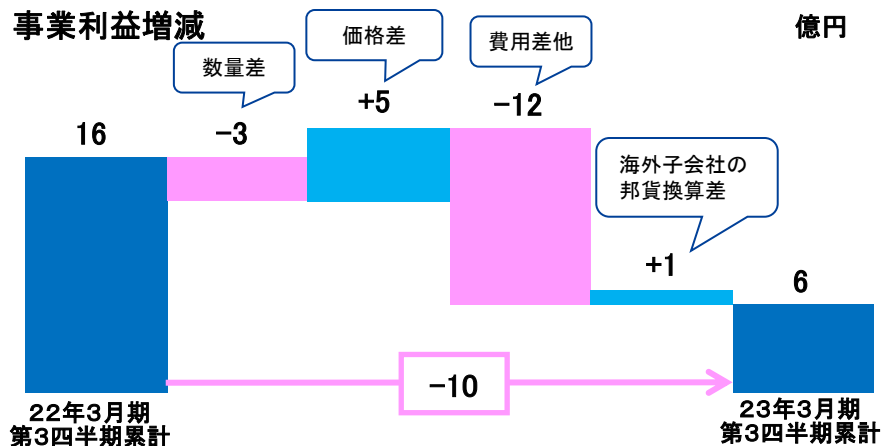 事業利益増減
億円
数量差
価格差
費用差他
16
−3
+5
−12
海外子会社の
邦貨換算差
+1
6
−10
22年3月期
第3四半期累計
23年3月期
第3四半期累計